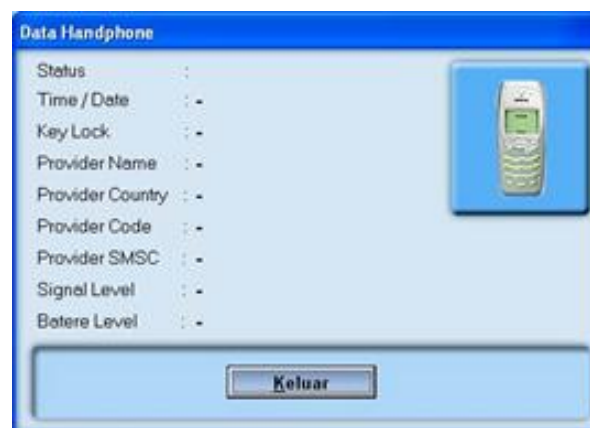 Data Handphone
Status :
Time / Date : -
Key Lock : -
Provider Name : -
Provider Country : -
Provider Code : -
Provider SMSC : -
Signal Level : -
Batere Level : -
Keluar